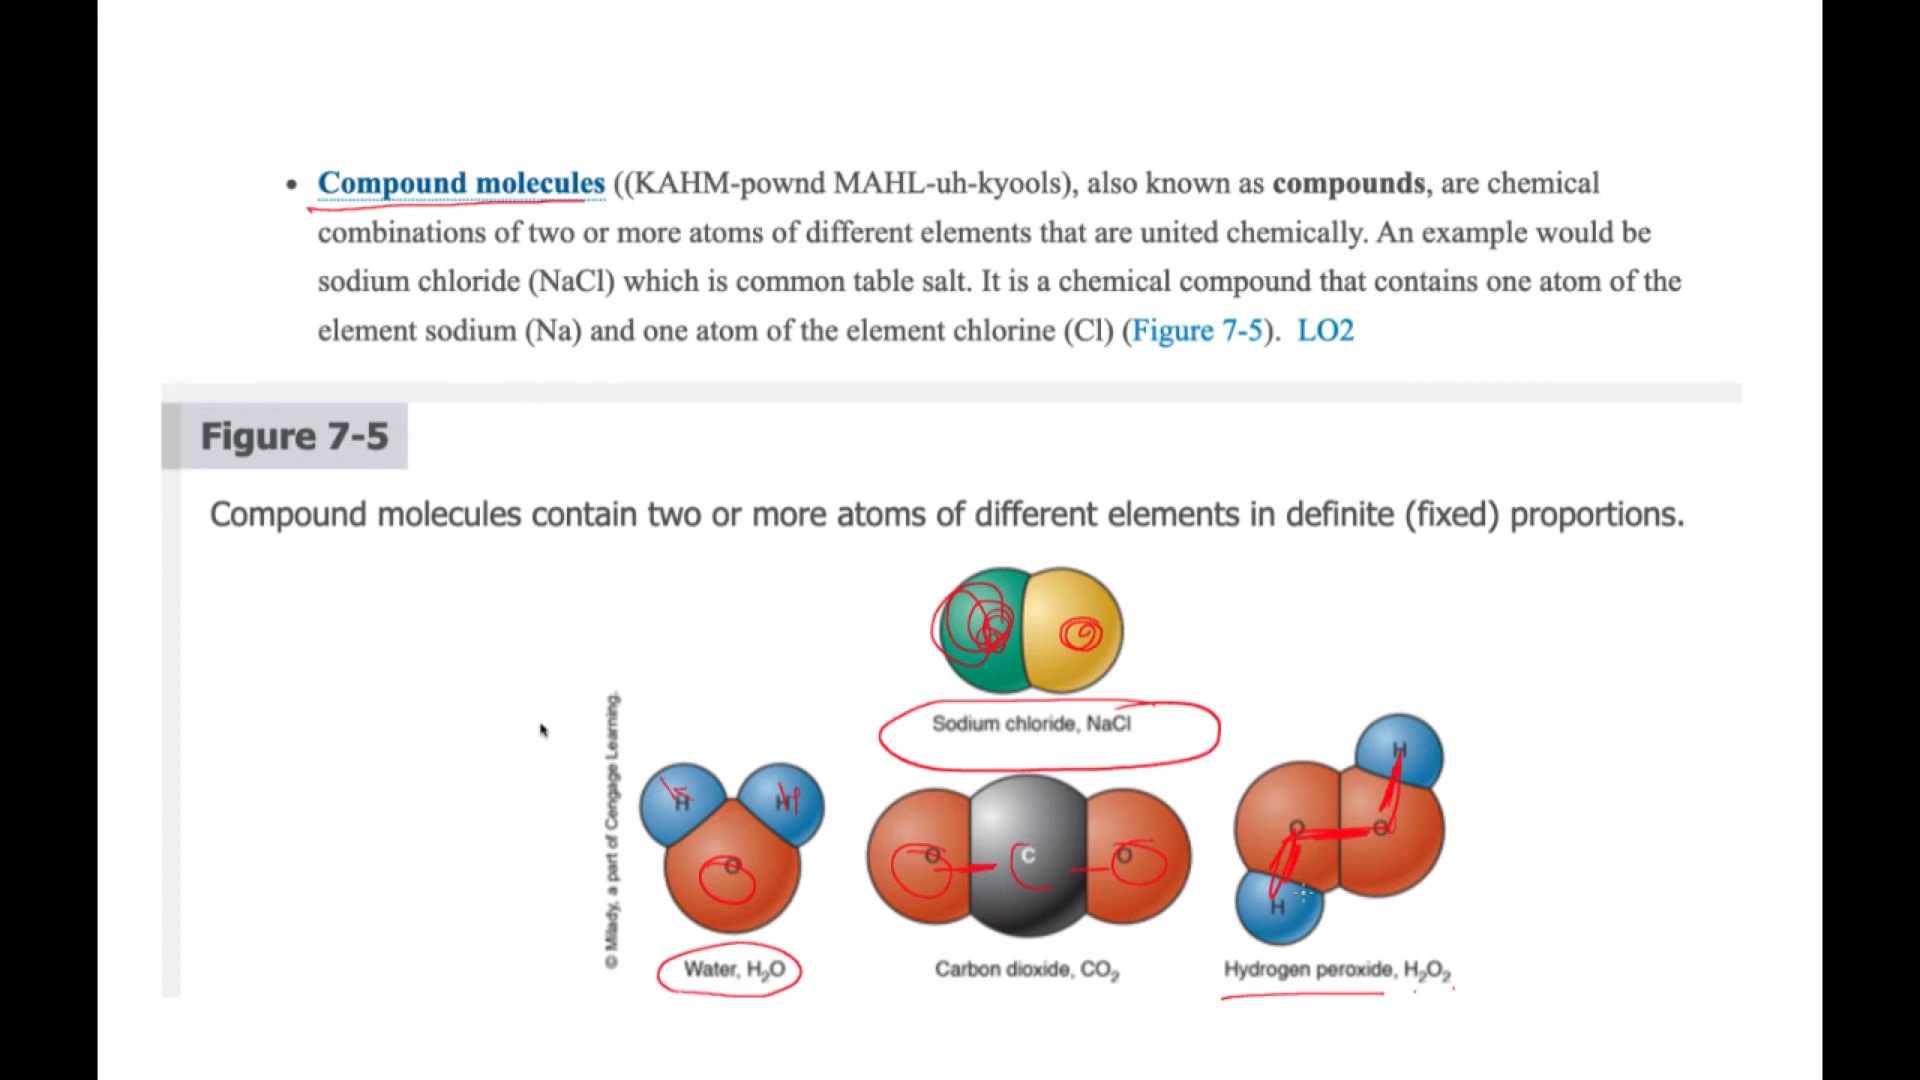 • Compound molecules ((KAHM-pownd MAHL-uh-kyools), also known as compounds, are chemical
combinations of two or more atoms of different elements that are united chemically. An example would be
sodium chloride (NaCl) which is common table salt. It is a chemical compound that contains one atom of the
element sodium (Na) and one atom of the element chlorine (Cl) (Figure 7-5). LO2
Figure 7-5
Compound molecules contain two or more atoms of different elements in definite (fixed) proportions.
© Milady, a part of Cengage Learning.
Sodium chloride, NaCl
H H
O
Water, H₂O
O C O
Carbon dioxide, CO₂
H
O O
H
Hydrogen peroxide, H₂O₂